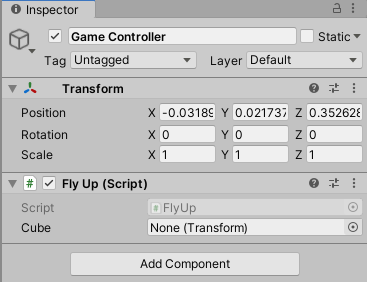 Inspector
Game Controller Static
Tag Untagged Layer Default
Transform
Position X -0.03189 Y 0.021737 Z 0.352628
Rotation X 0 Y 0 Z 0
Scale X 1 Y 1 Z 1
# Fly Up (Script)
Script # FlyUp
Cube None (Transform)
Add Component